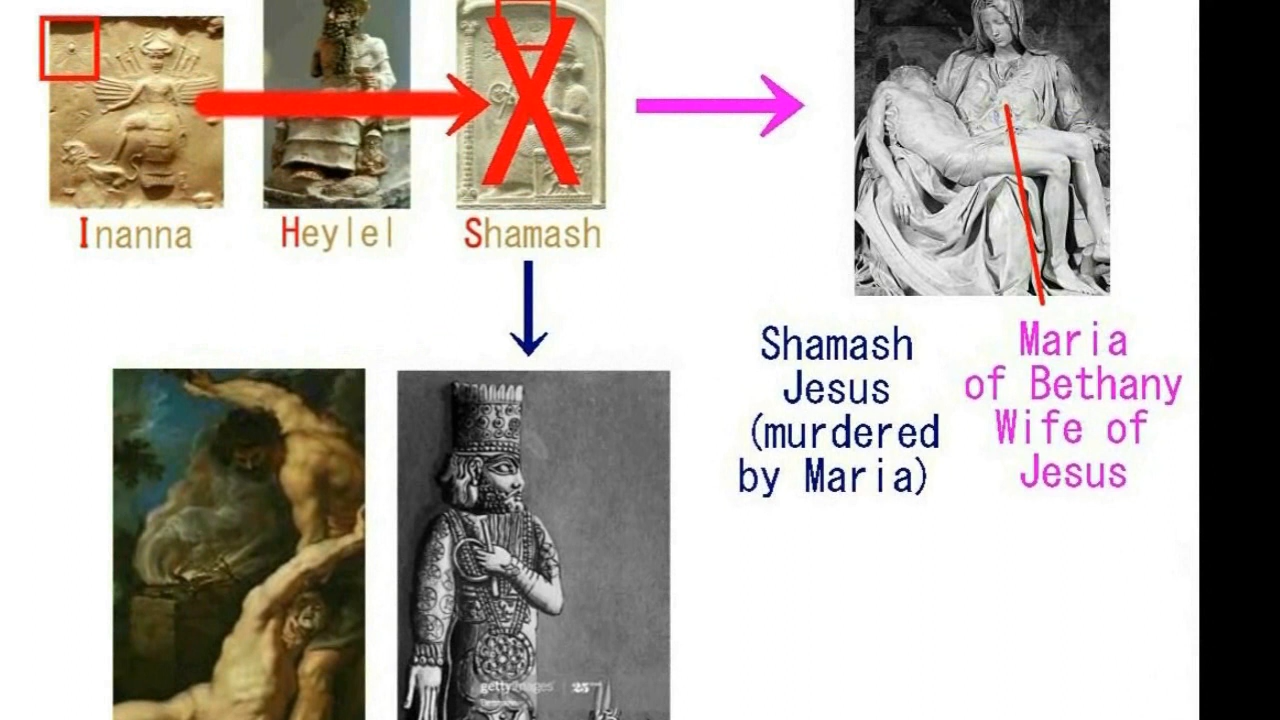 Inanna
Heylel
Shamash
Shamash
Jesus
(murdered
by Maria)
Maria
of Bethany
Wife of
Jesus
gettyimages